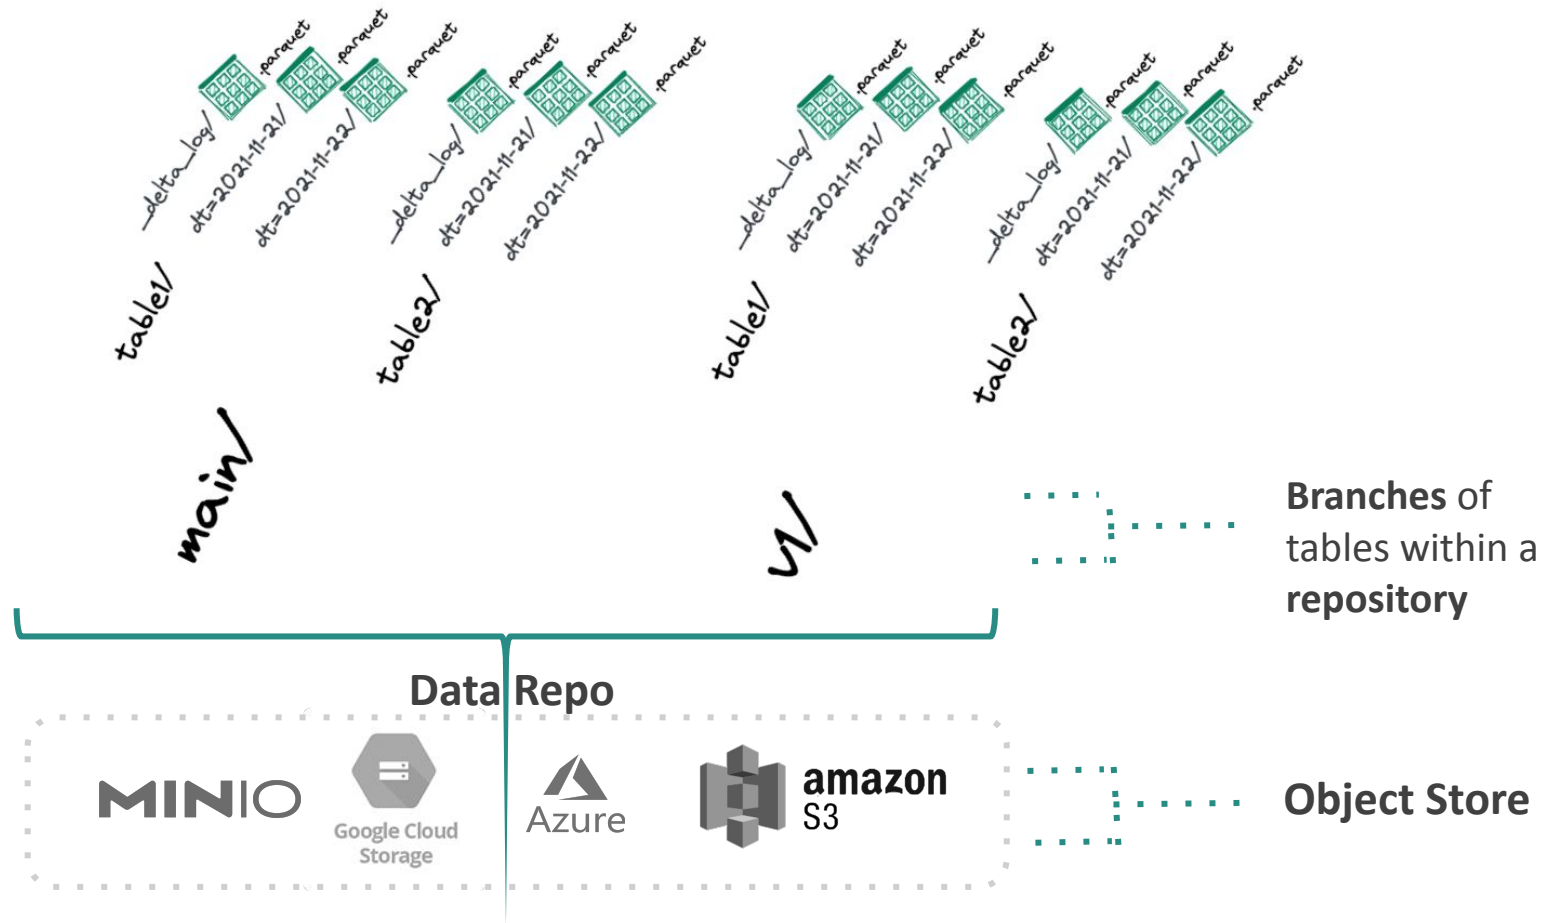 .parquet
.parquet
.parquet
_delta_log/
dt=2021-11-21/
dt=2021-11-22/
table1/
.parquet
.parquet
.parquet
_delta_log/
dt=2021-11-21/
dt=2021-11-22/
table2/
main/
.parquet
.parquet
.parquet
_delta_log/
dt=2021-11-21/
dt=2021-11-22/
table1/
.parquet
.parquet
.parquet
_delta_log/
dt=2021-11-21/
dt=2021-11-22/
table2/
v1/
Branches of
tables within a
repository
Data Repo
MINIO
Google Cloud
Storage
Azure
amazon
S3
Object Store